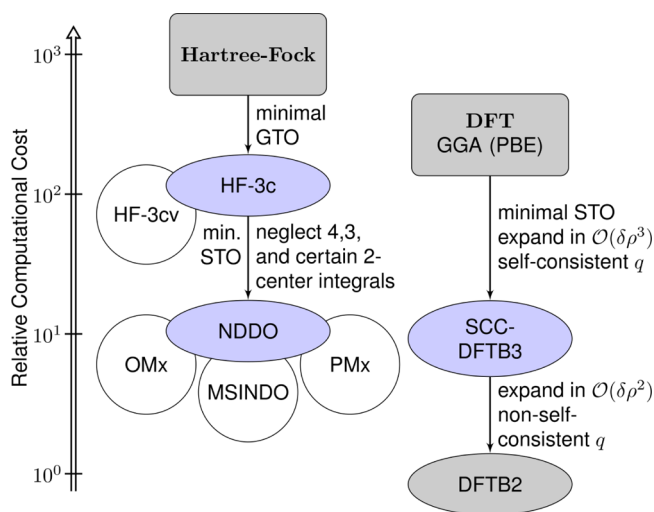 Relative Computational Cost
10³
10²
10¹
10⁰
Hartree-Fock
minimal
GTO
HF-3c
HF-3cv
min.
STO
neglect 4,3,
and certain 2-
center integrals
NDDO
OMx
MSINDO
PMx
DFT
GGA (PBE)
minimal STO
expand in 𝒪(δρ³)
self-consistent q
SCC-
DFTB3
expand in 𝒪(δρ²)
non-self-
consistent q
DFTB2